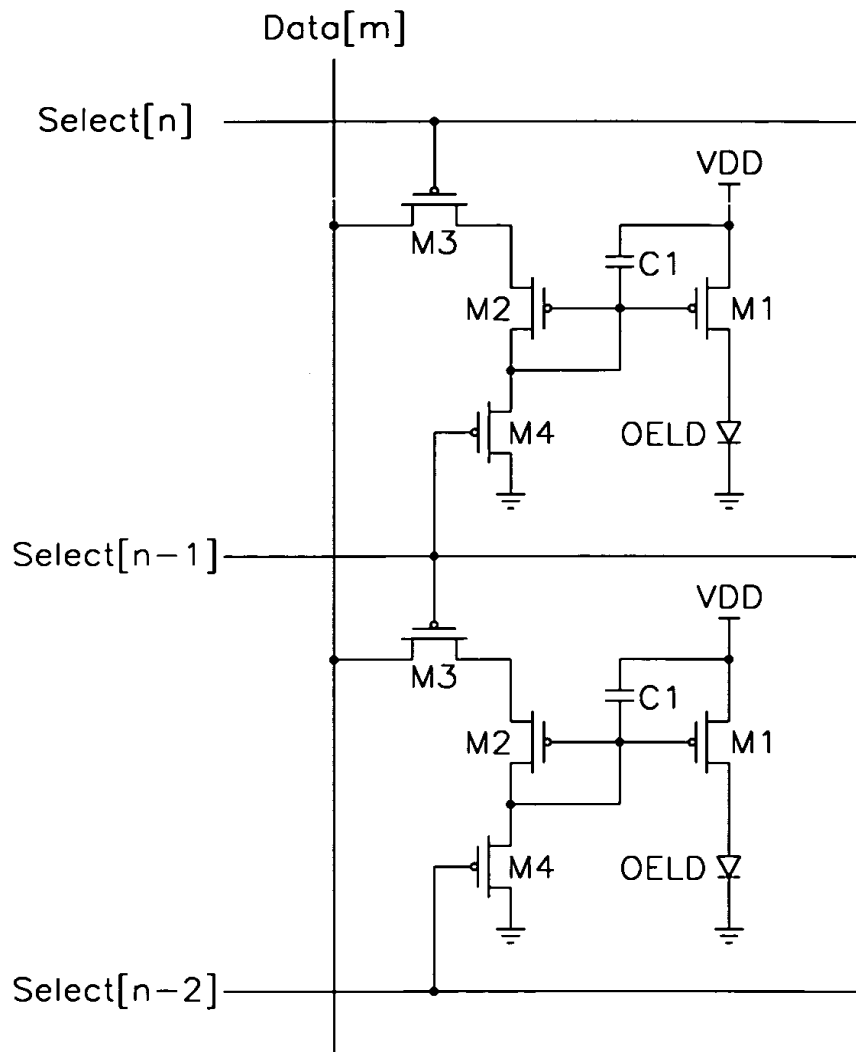 Data[m]
Select[n]
VDD
M3
C1
M2
M1
M4
OELD
Select[n-1]
VDD
M3
C1
M2
M1
M4
OELD
Select[n-2]